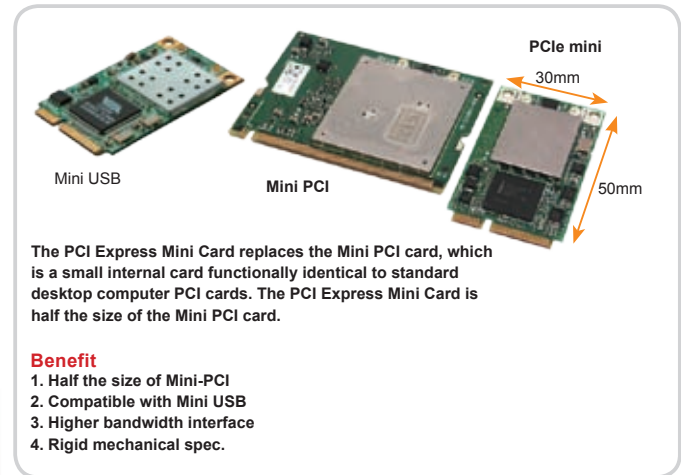 PCIe mini
30mm
50mm
Mini USB
Mini PCI
The PCI Express Mini Card replaces the Mini PCI card, which
is a small internal card functionally identical to standard
desktop computer PCI cards. The PCI Express Mini Card is
half the size of the Mini PCI card.
Benefit
1. Half the size of Mini-PCI
2. Compatible with Mini USB
3. Higher bandwidth interface
4. Rigid mechanical spec.